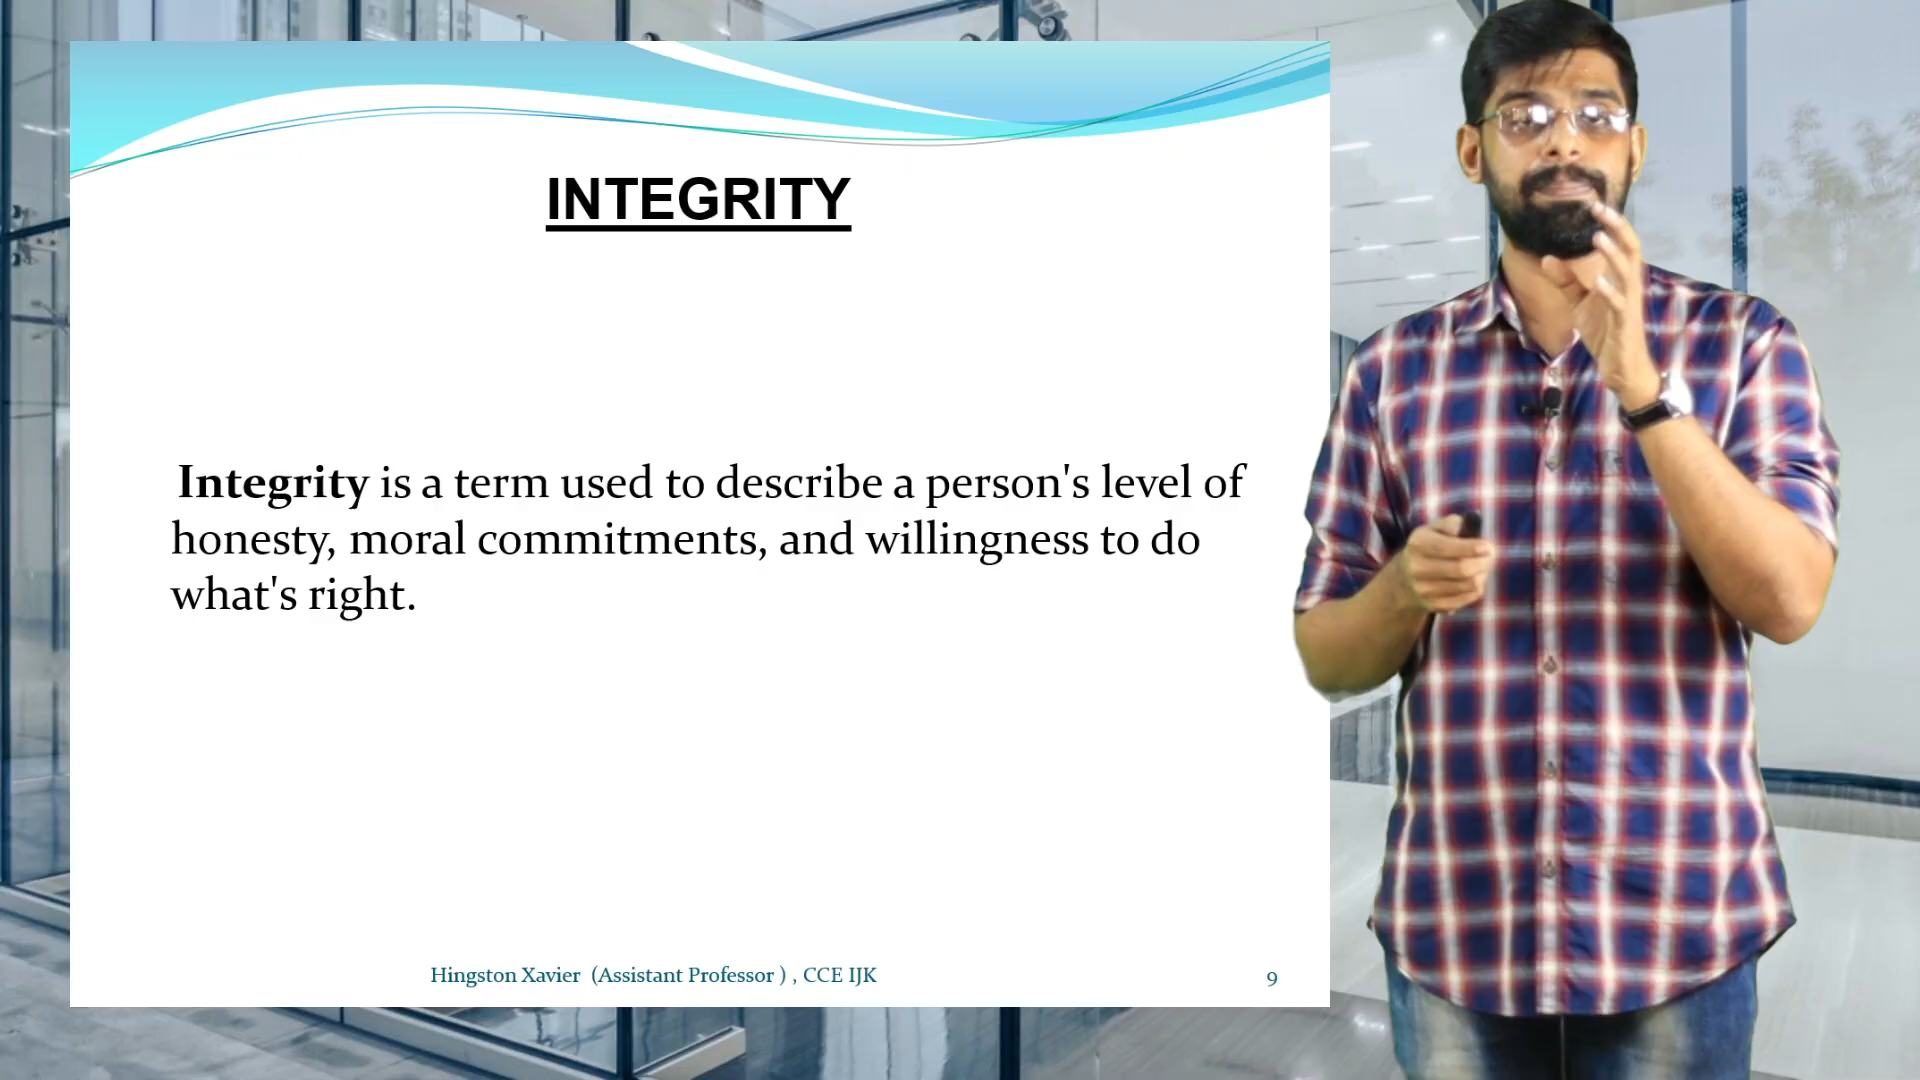 INTEGRITY
Integrity is a term used to describe a person's level of
honesty, moral commitments, and willingness to do
what's right.
Hingston Xavier (Assistant Professor ) , CCE IJK
9